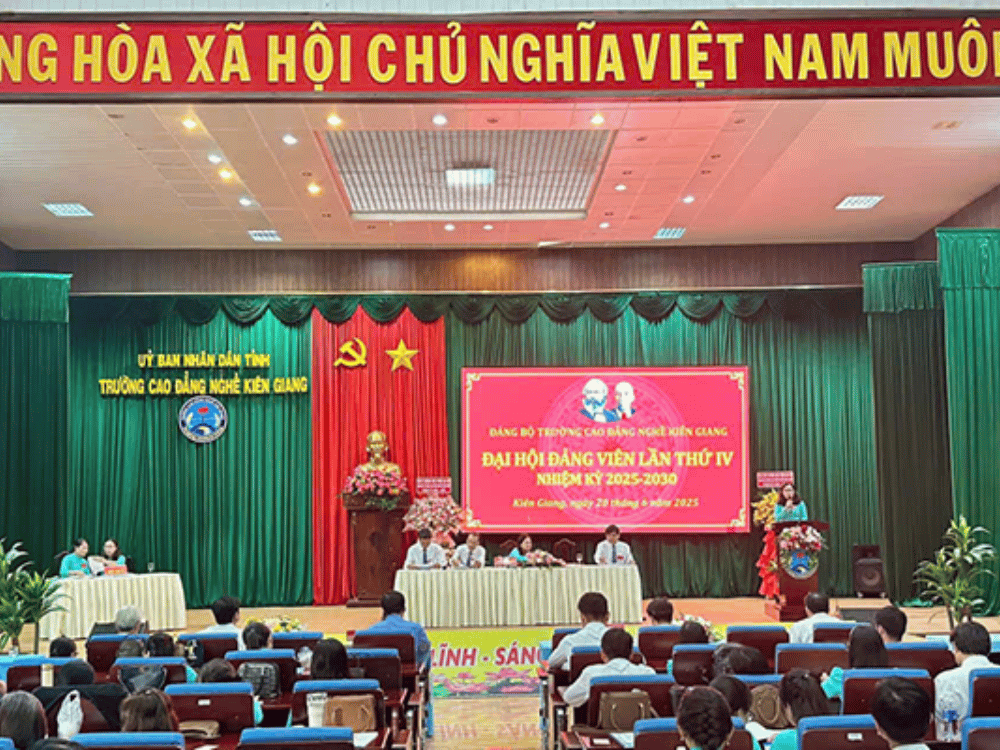 NG HÒA XÃ HỘI CHỦ NGHĨA VIỆT NAM MUÔN
ỦY BAN NHÂN DÂN TỈNH
TRƯỜNG CAO ĐẲNG NGHỀ KIÊN GIANG
ĐẢNG BỘ TRƯỜNG CAO ĐẲNG NGHỀ KIÊN GIANG
ĐẠI HỘI ĐẢNG VIÊN LẦN THỨ IV
NHIỆM KỲ 2025-2030
Kiên Giang, ngày 20 tháng 6 năm 2025
LĨNH - SÁNG